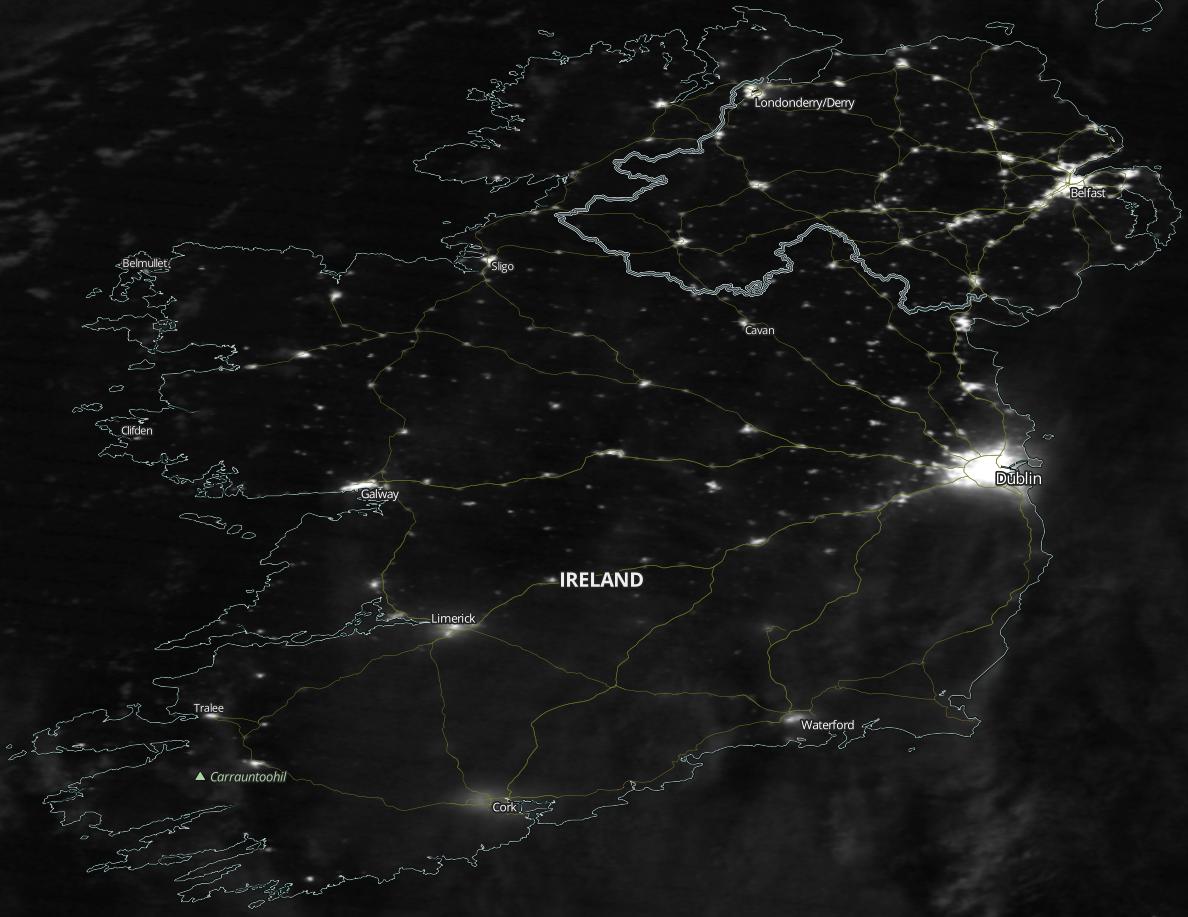 Londonderry/Derry
Belfast
Belmullet
Sligo
Cavan
Clifden
Dublin
Galway
IRELAND
Limerick
Tralee
Waterford
Carrauntoohil
Cork